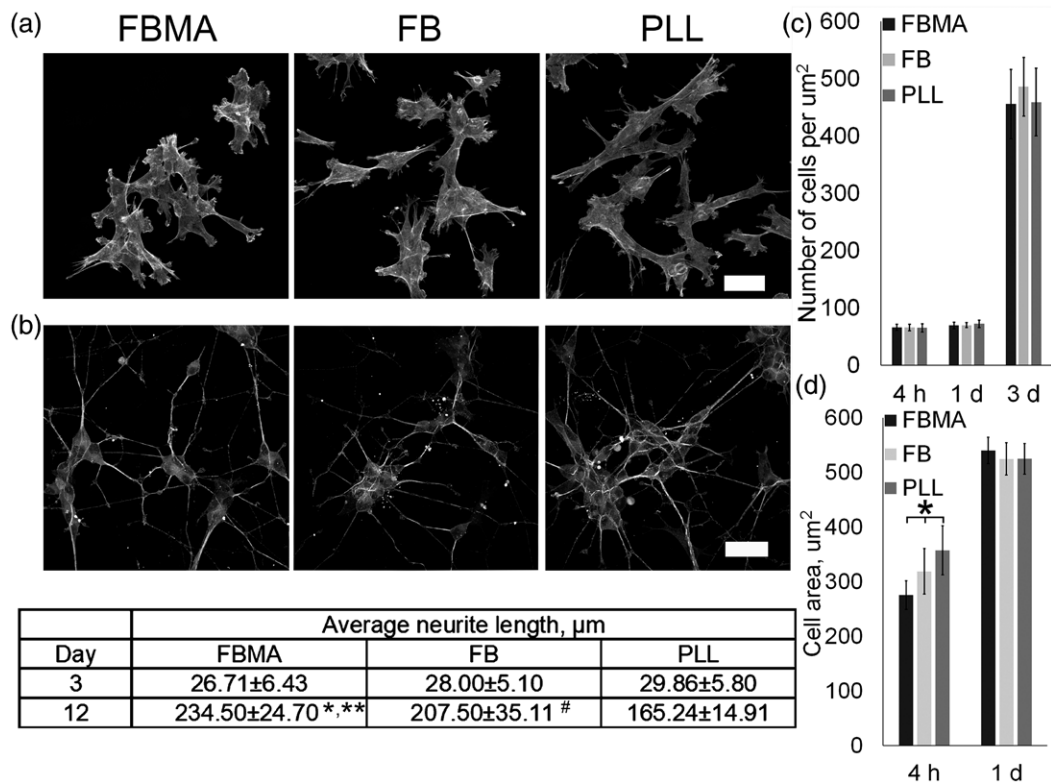 (a)
FBMA FB PLL
(b)
Average neurite length, µm
Day FBMA FB PLL
3 26.71±6.43 28.00±5.10 29.86±5.80
12 234.50±24.70 *,** 207.50±35.11 # 165.24±14.91
(c)
Number of cells per um²
600
500
400
300
200
100
0
FBMA
FB
PLL
4 h 1 d 3 d
(d)
Cell area, um²
600
500
400
300
200
100
0
FBMA
FB
PLL
*
4 h 1 d